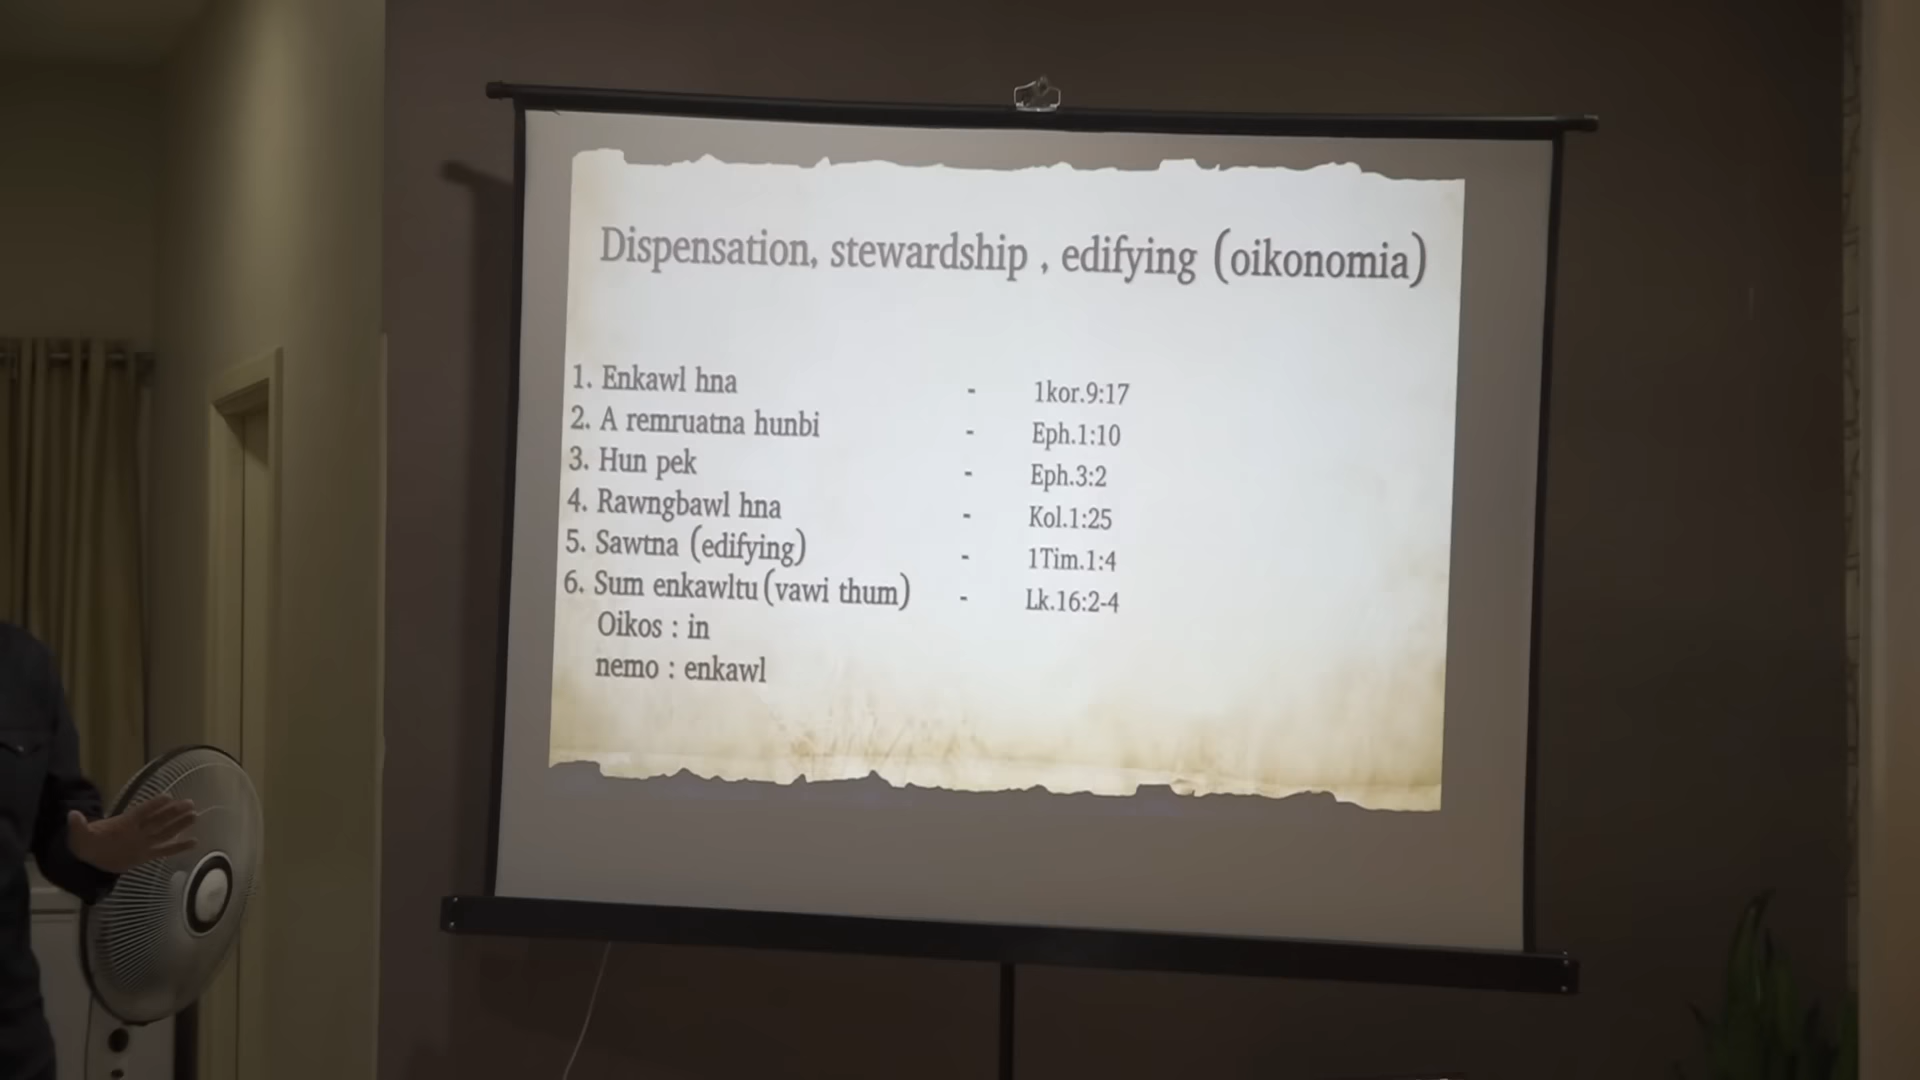 Dispensation, stewardship , edifying (oikonomia)
1. Enkawl hna - 1kor.9:17
2. A remruatna hunbi - Eph.1:10
3. Hun pek - Eph.3:2
4. Rawngbawl hna - Kol.1:25
5. Sawtna (edifying) - 1Tim.1:4
6. Sum enkawltu (vawi thum) - Lk.16:2-4
Oikos : in
nemo : enkawl